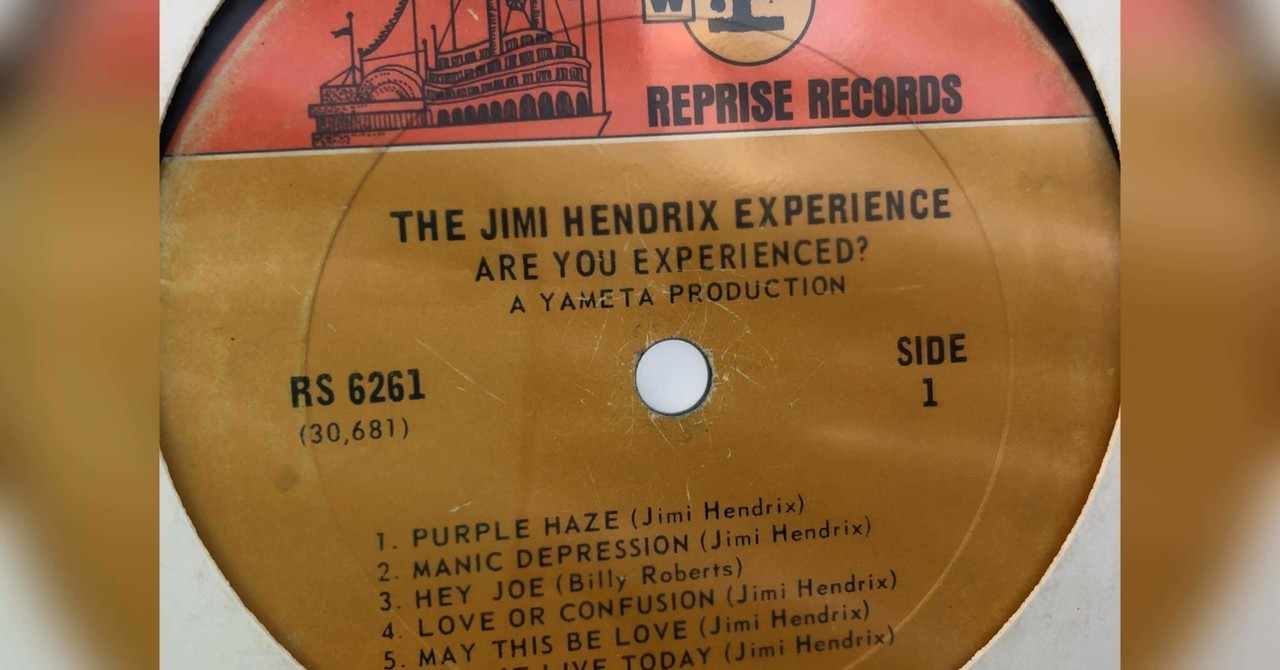 W
REPRISE RECORDS
THE JIMI HENDRIX EXPERIENCE
ARE YOU EXPERIENCED?
A YAMETA PRODUCTION
SIDE
1
RS 6261
(30,681)
1. PURPLE HAZE (Jimi Hendrix)
2. MANIC DEPRESSION (Jimi Hendrix)
3. HEY JOE (Billy Roberts)
4. LOVE OR CONFUSION (Jimi Hendrix)
5. MAY THIS BE LOVE (Jimi Hendrix)
LIVE TODAY (Jimi Hendrix)